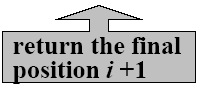 return the final
position i +1